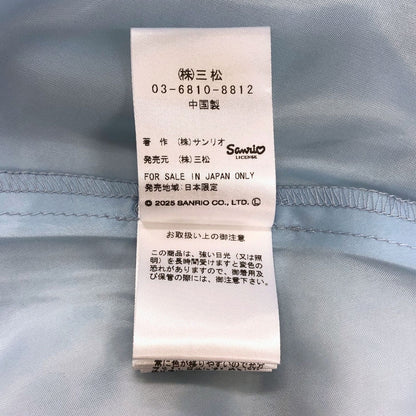 (株)三松
03-6810-8812
中国製
著 作 (株)サンリオ
Sanrio
LICENSE
発売元 (株)三松
FOR SALE IN JAPAN ONLY
発売地域:日本限定
© 2025 SANRIO CO., LTD. Ⓛ
お取扱い上の御注意
この商品は、強い日光(又は照
明)を長時間受けますと変色の
恐れがありますので、御着用及
び保管の際には、御注意下さい。